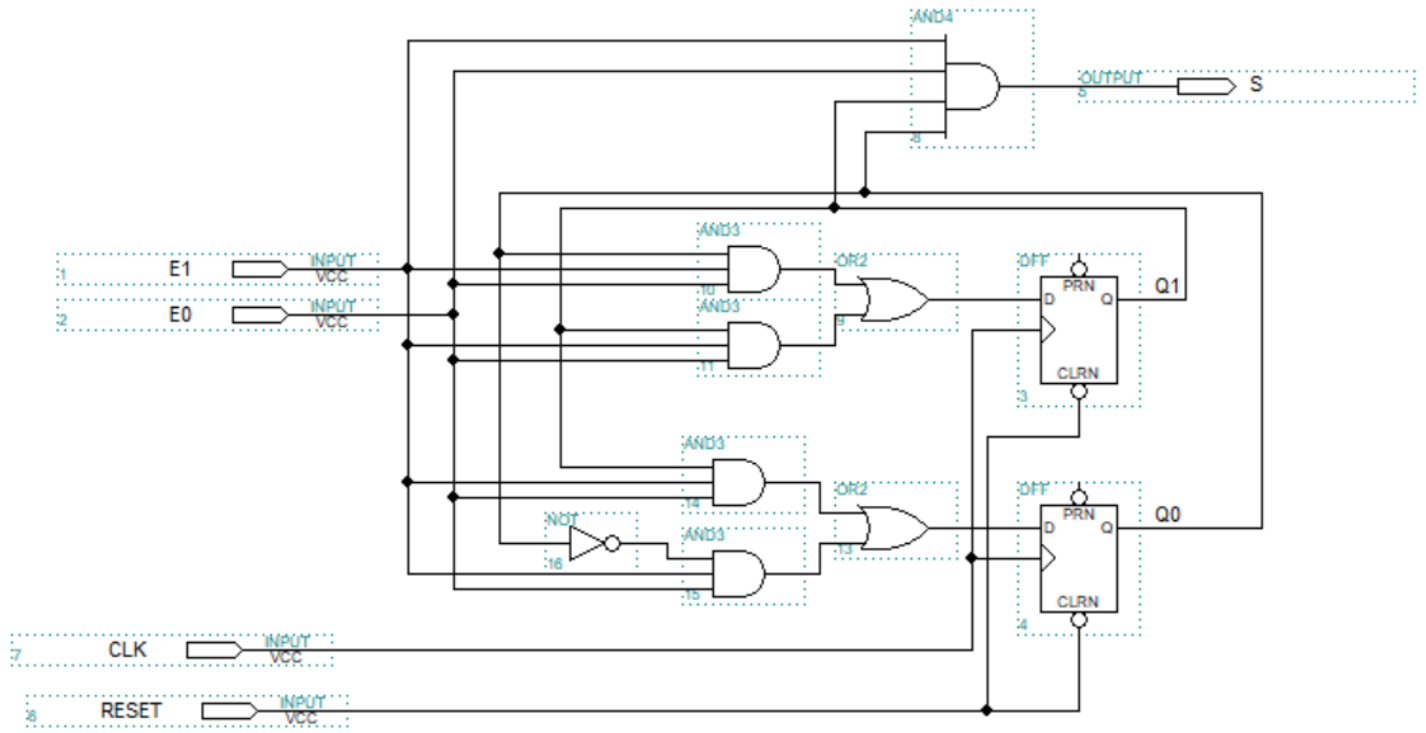 AND4
OUTPUT
5
S
8
AND3
1
E1
INPUT
VCC
10
OR2
DFF
PRN
D
Q
Q1
2
E0
INPUT
VCC
AND3
9
11
CLRN
3
AND3
14
OR2
DFF
PRN
D
Q
Q0
NOT
16
AND3
13
15
CLRN
4
7
CLK
INPUT
VCC
6
RESET
INPUT
VCC